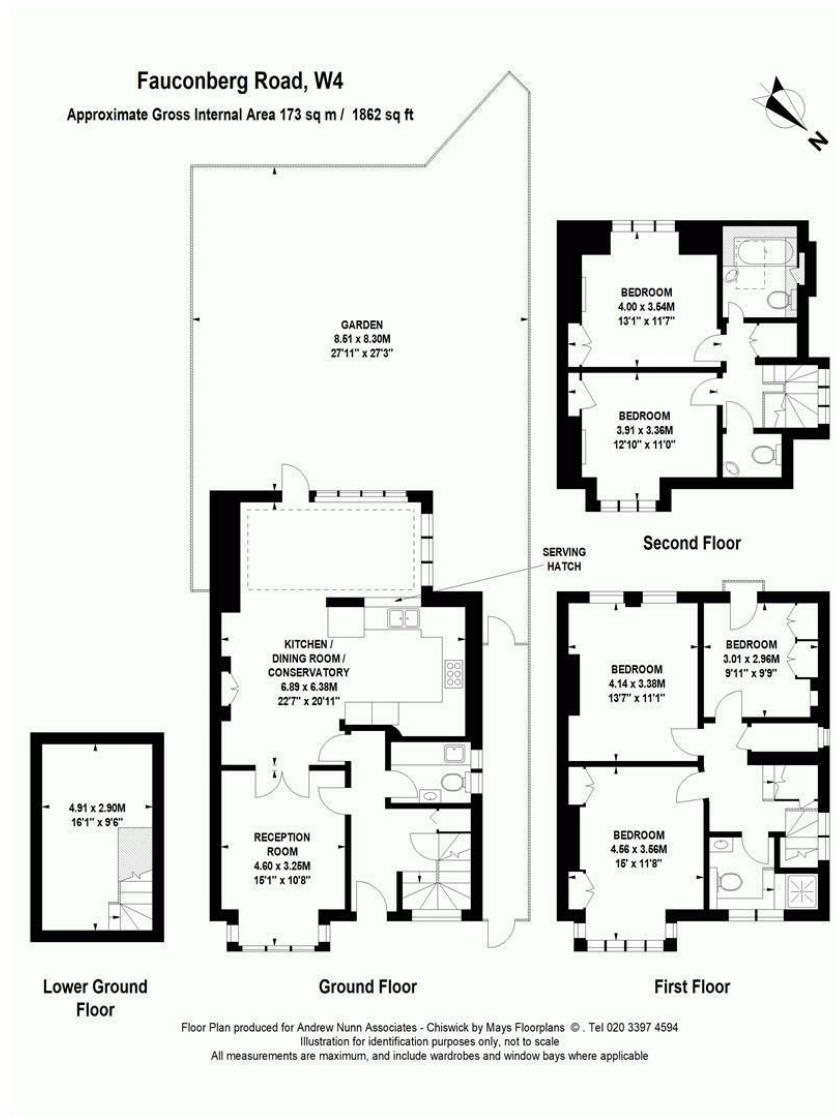 Fauconberg Road, W4
Approximate Gross Internal Area 173 sq m / 1862 sq ft
N
GARDEN
8.51 x 8.30M
27'11" x 27'3"
SERVING
HATCH
KITCHEN /
DINING ROOM /
CONSERVATORY
6.89 x 6.38M
22'7" x 20'11"
RECEPTION
ROOM
4.60 x 3.25M
15'1" x 10'8"
4.91 x 2.90M
16'1" x 9'6"
Lower Ground
Floor
Ground Floor
BEDROOM
4.00 x 3.54M
13'1" x 11'7"
BEDROOM
3.91 x 3.36M
12'10" x 11'0"
Second Floor
BEDROOM
4.14 x 3.38M
13'7" x 11'1"
BEDROOM
3.01 x 2.96M
9'11" x 9'9"
BEDROOM
4.56 x 3.56M
15' x 11'8"
First Floor
Floor Plan produced for Andrew Nunn Associates - Chiswick by Mays Floorplans © . Tel 020 3397 4594
Illustration for identification purposes only, not to scale
All measurements are maximum, and include wardrobes and window bays where applicable